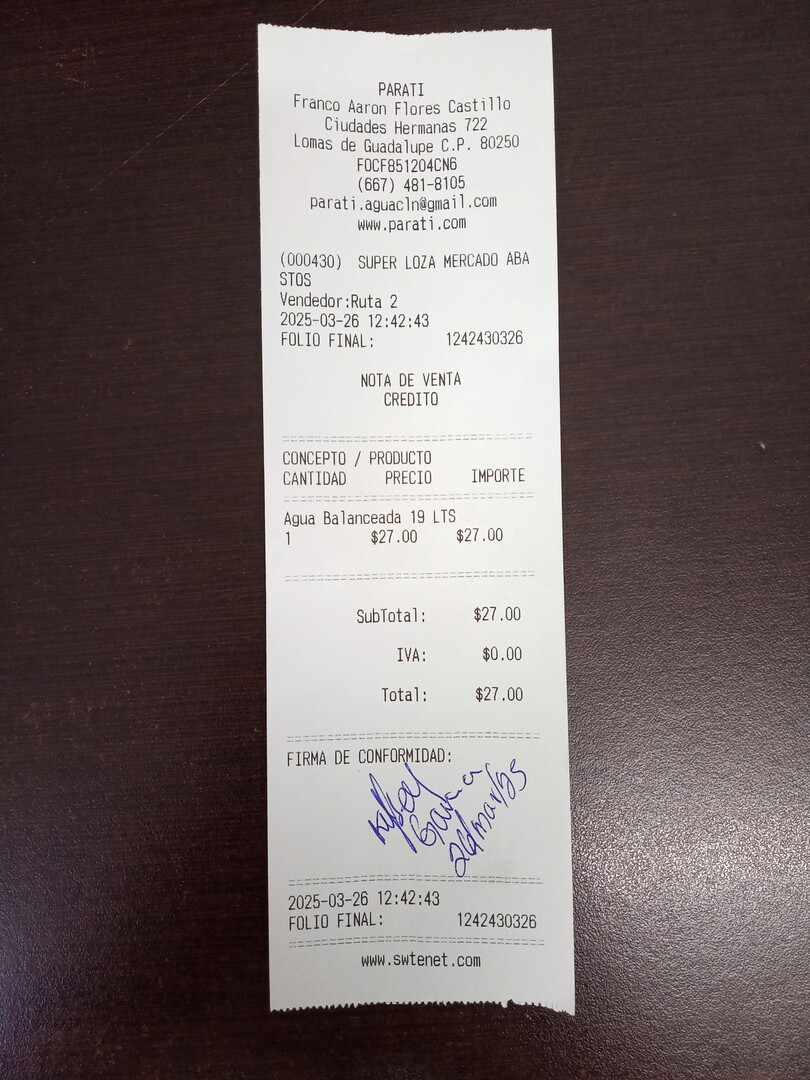 PARATI
Franco Aaron Flores Castillo
Ciudades Hermanas 722
Lomas de Guadalupe C.P. 80250
FOCF851204CN6
(667) 481-8105
parati.aguacln@gmail.com
www.parati.com
(000430) SUPER LOZA MERCADO ABA
STOS
Vendedor:Ruta 2
2025-03-26 12:42:43
FOLIO FINAL: 1242430326
NOTA DE VENTA
CREDITO
CONCEPTO / PRODUCTO
CANTIDAD PRECIO IMPORTE
Agua Balanceada 19 LTS
1 $27.00 $27.00
SubTotal: $27.00
IVA: $0.00
Total: $27.00
FIRMA DE CONFORMIDAD:
2025-03-26 12:42:43
FOLIO FINAL: 1242430326
www.swtenet.com